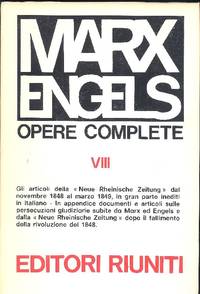 MARX
ENGELS
OPERE COMPLETE
VIII
Gli articoli della «Neue Rheinische Zeitung» dal
novembre 1848 al marzo 1849, in gran parte inediti
in italiano - In appendice documenti e articoli sulle
persecuzioni giudiziarie subite da Marx ed Engels e
dalla «Neue Rheinische Zeitung» dopo il fallimento
della rivoluzione del 1848.
EDITORI RIUNITI